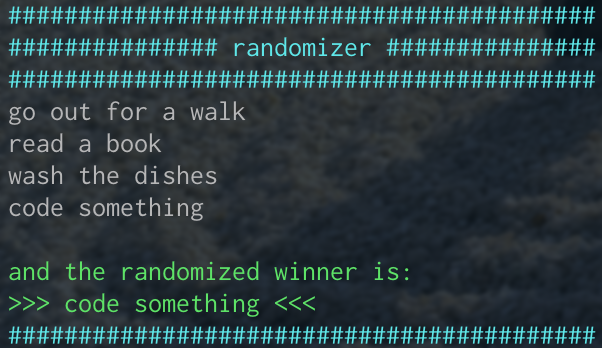 ##########################################
############### randomizer ###############
##########################################
go out for a walk
read a book
wash the dishes
code something

and the randomized winner is:
>>> code something <<<
##########################################